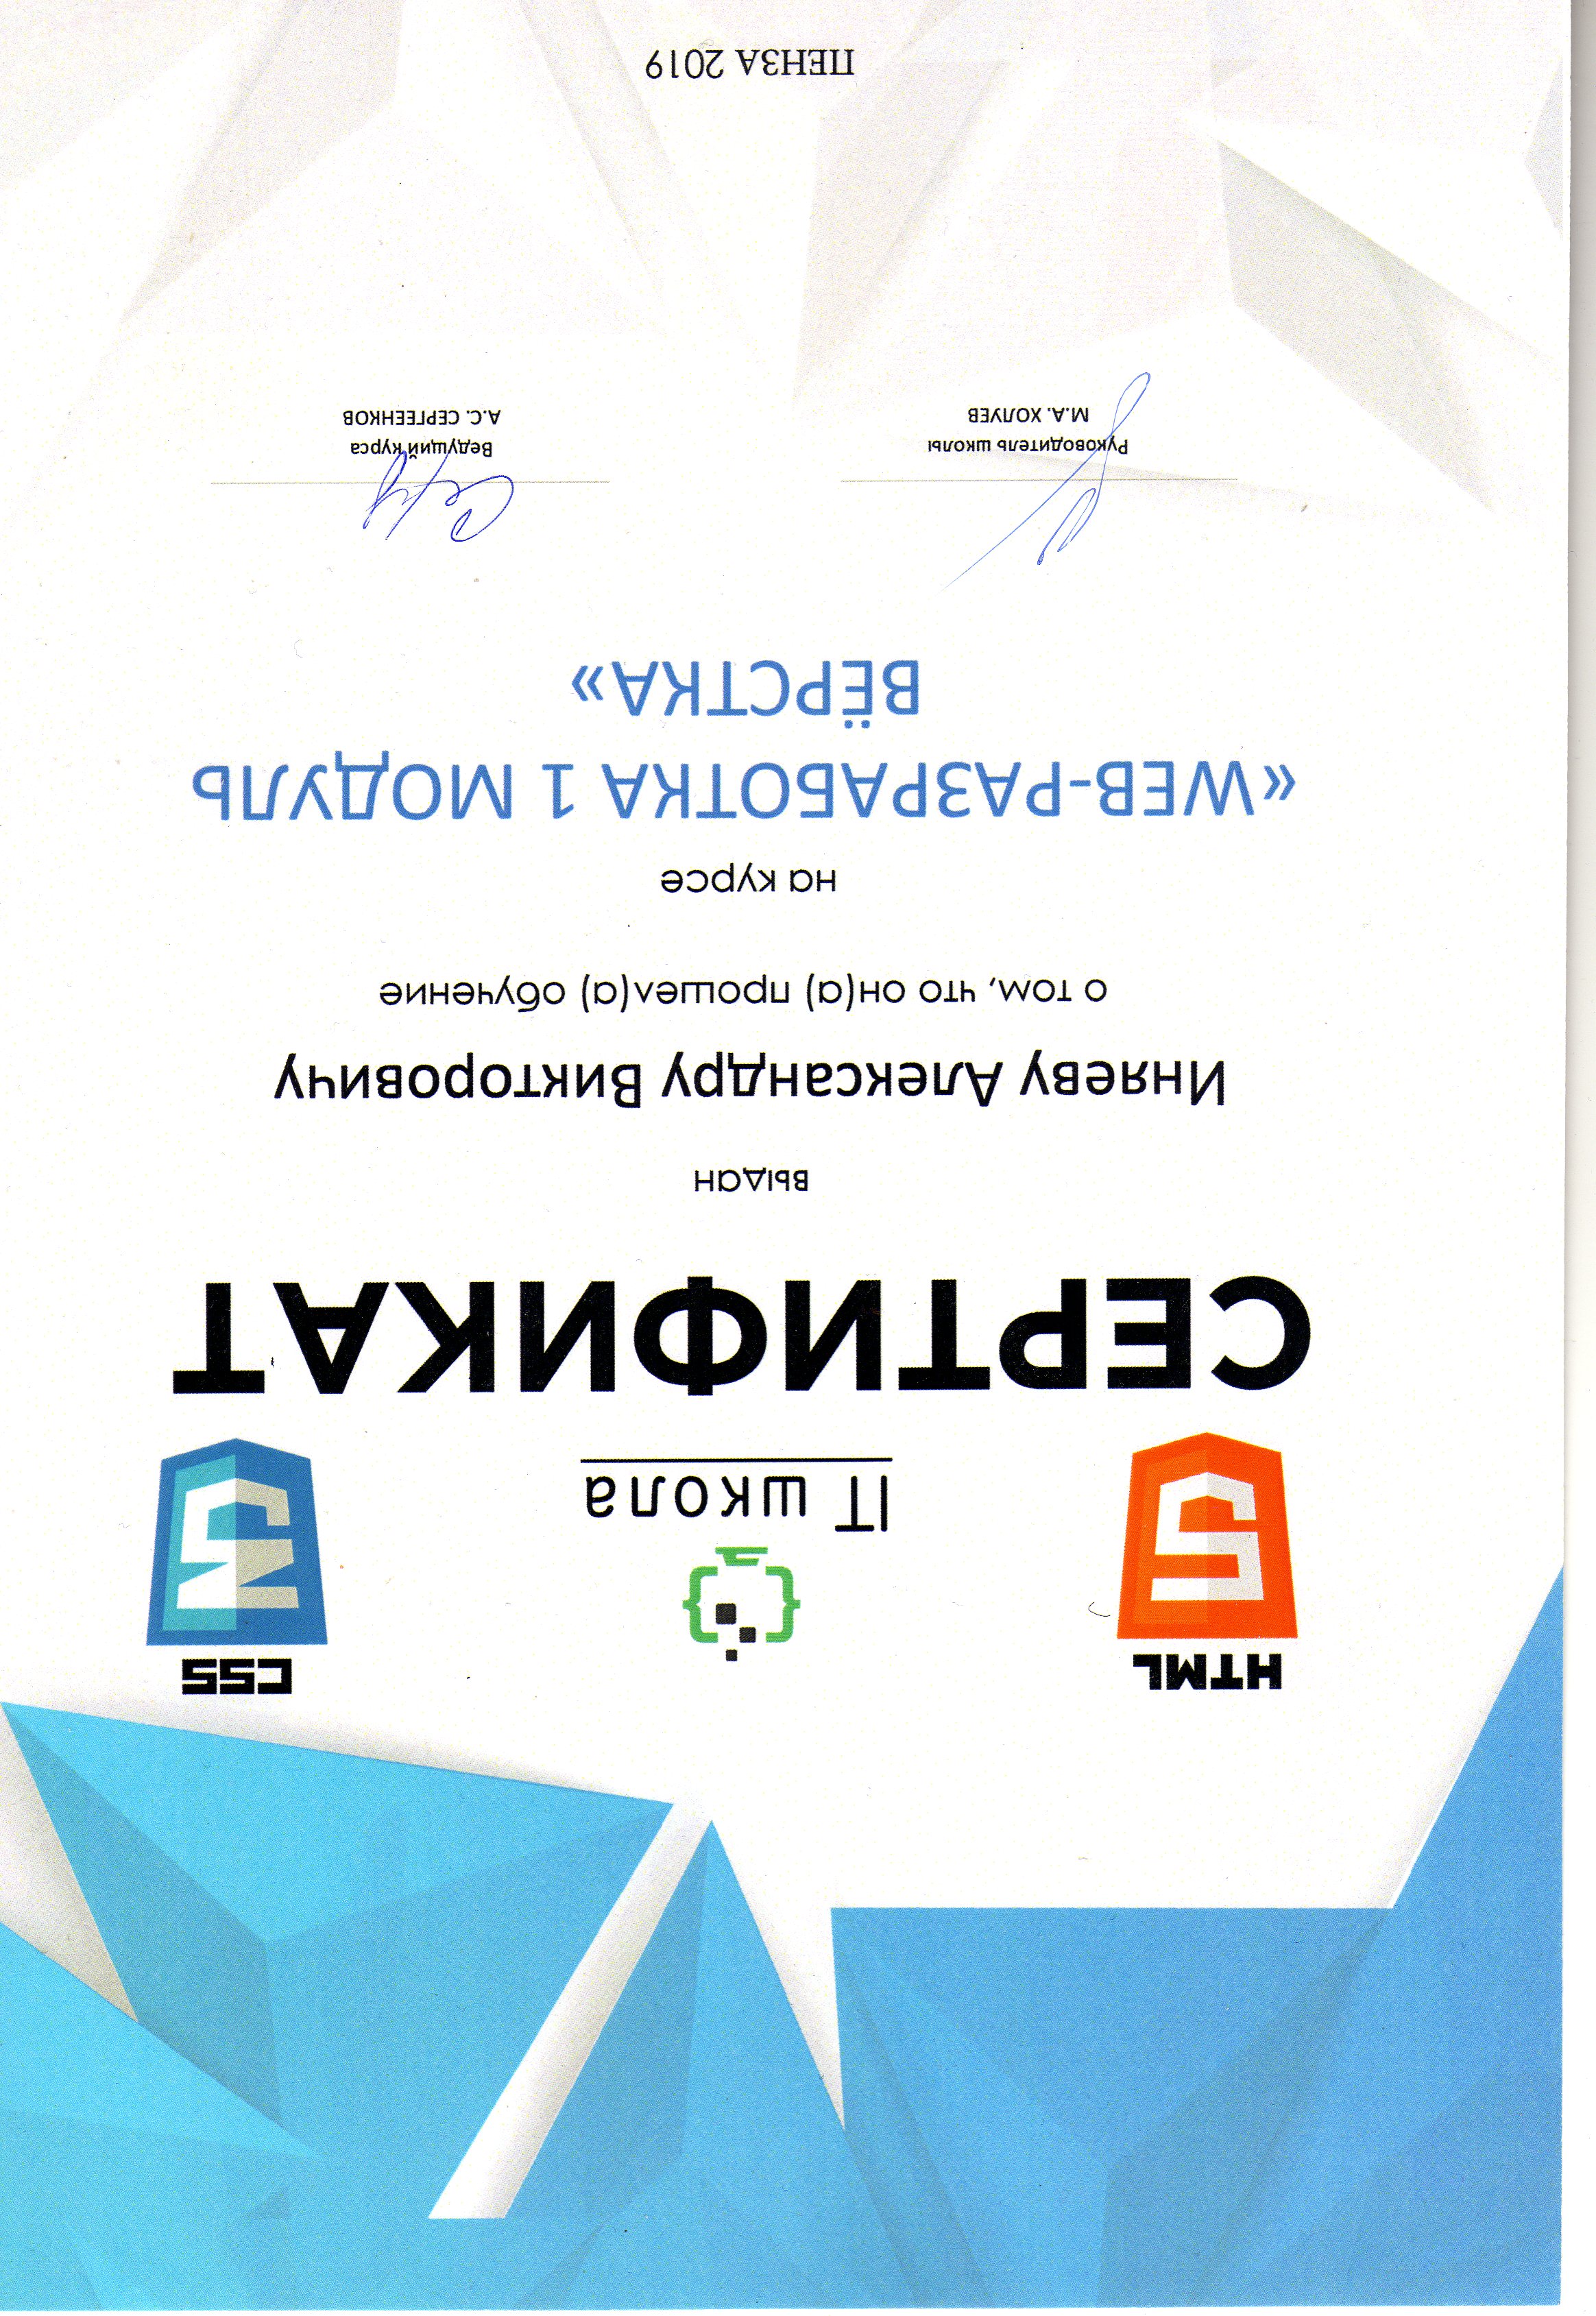 HTML
5
IT школа
CSS
3
СЕРТИФИКАТ
выдан
Иняеву Александру Викторовичу
о том, что он(а) прошел(а) обучение
на курсе
«WEB-РАЗРАБОТКА 1 МОДУЛЬ
ВЁРСТКА»
Руководитель школы
М.А. ХОЛУЕВ
Ведущий курса
А.С. СЕРГЕЕНКОВ
ПЕНЗА 2019